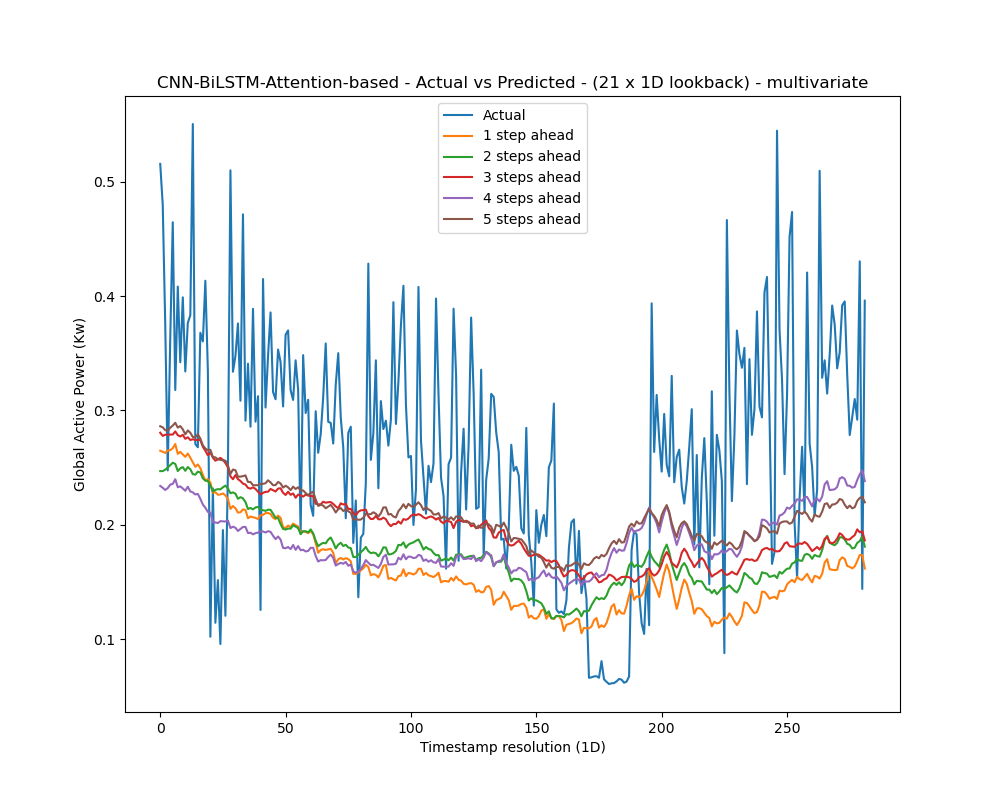 CNN-BiLSTM-Attention-based - Actual vs Predicted - (21 x 1D lookback) - multivariate
Actual
1 step ahead
2 steps ahead
3 steps ahead
4 steps ahead
5 steps ahead
Global Active Power (Kw)
0.5
0.4
0.3
0.2
0.1
0 50 100 150 200 250
Timestamp resolution (1D)